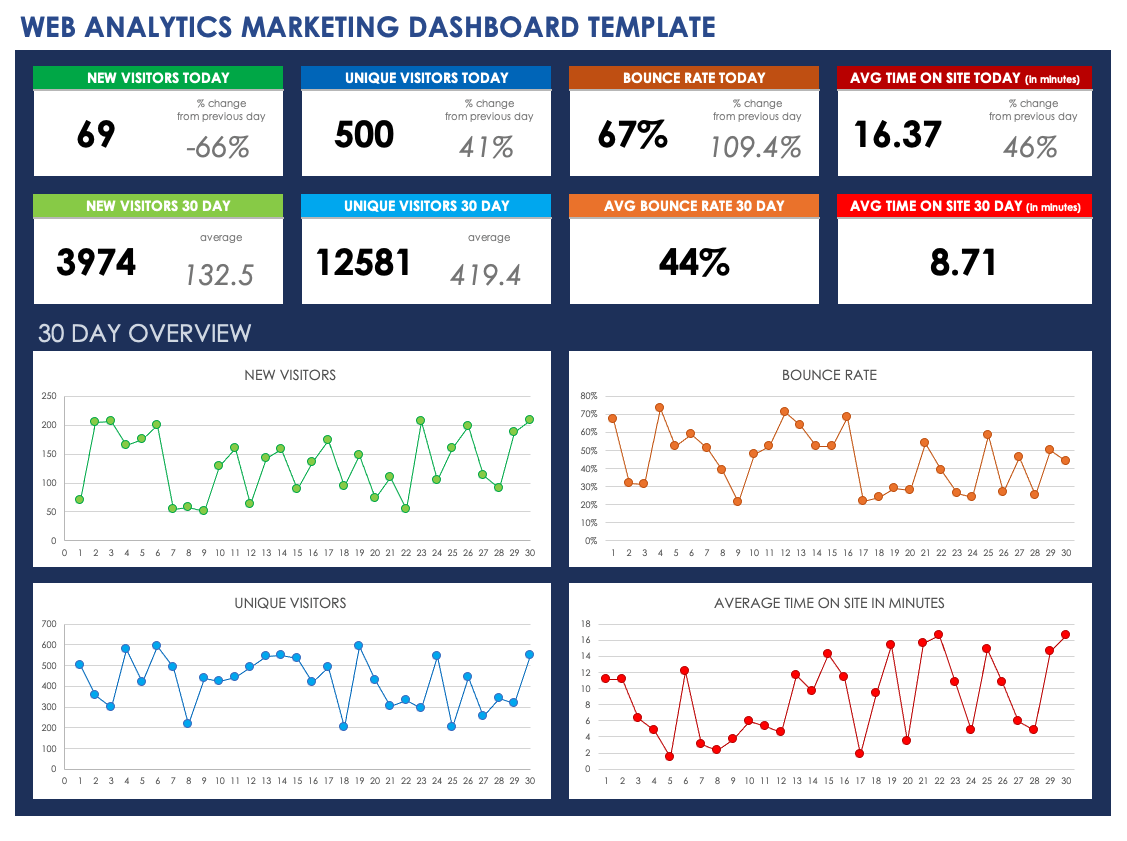 WEB ANALYTICS MARKETING DASHBOARD TEMPLATE
NEW VISITORS TODAY
69
% change
from previous day
-66%
UNIQUE VISITORS TODAY
500
% change
from previous day
41%
BOUNCE RATE TODAY
67%
% change
from previous day
109.4%
AVG TIME ON SITE TODAY (in minutes)
16.37
% change
from previous day
46%
NEW VISITORS 30 DAY
3974
average
132.5
UNIQUE VISITORS 30 DAY
12581
average
419.4
AVG BOUNCE RATE 30 DAY
44%
AVG TIME ON SITE 30 DAY (in minutes)
8.71
30 DAY OVERVIEW
NEW VISITORS
250
200
150
100
50
0
0 1 2 3 4 5 6 7 8 9 10 11 12 13 14 15 16 17 18 19 20 21 22 23 24 25 26 27 28 29 30
BOUNCE RATE
80%
70%
60%
50%
40%
30%
20%
10%
0%
1 2 3 4 5 6 7 8 9 10 11 12 13 14 15 16 17 18 19 20 21 22 23 24 25 26 27 28 29 30
UNIQUE VISITORS
700
600
500
400
300
200
100
0
0 1 2 3 4 5 6 7 8 9 10 11 12 13 14 15 16 17 18 19 20 21 22 23 24 25 26 27 28 29 30
AVERAGE TIME ON SITE IN MINUTES
18
16
14
12
10
8
6
4
2
0
1 2 3 4 5 6 7 8 9 10 11 12 13 14 15 16 17 18 19 20 21 22 23 24 25 26 27 28 29 30